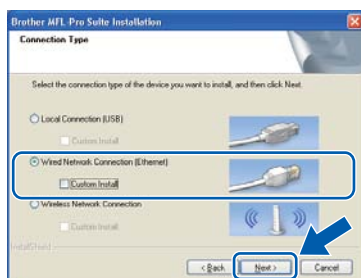 Brother MFL-Pro Suite Installation
Connection Type
Select the connection type of the device you want to install, and then click Next.
Local Connection (USB)
Custom Install
Wired Network Connection (Ethernet)
Custom Install
Wireless Network Connection
Custom Install
InstallShield
< Back
Next >
Cancel